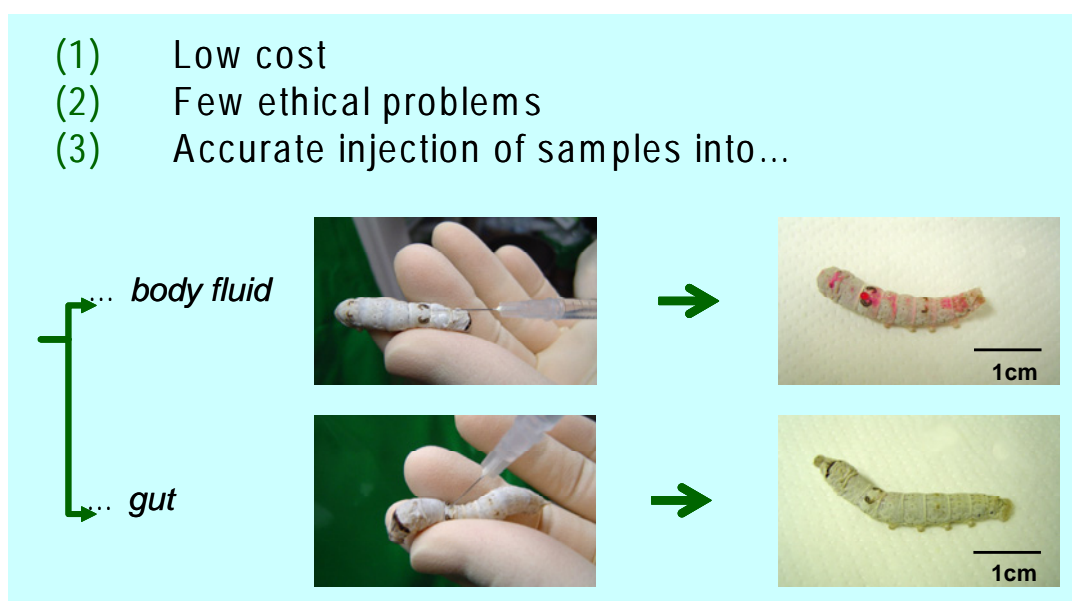 (1) Low cost
(2) Few ethical problems
(3) Accurate injection of samples into...
... body fluid
1cm
... gut
1cm